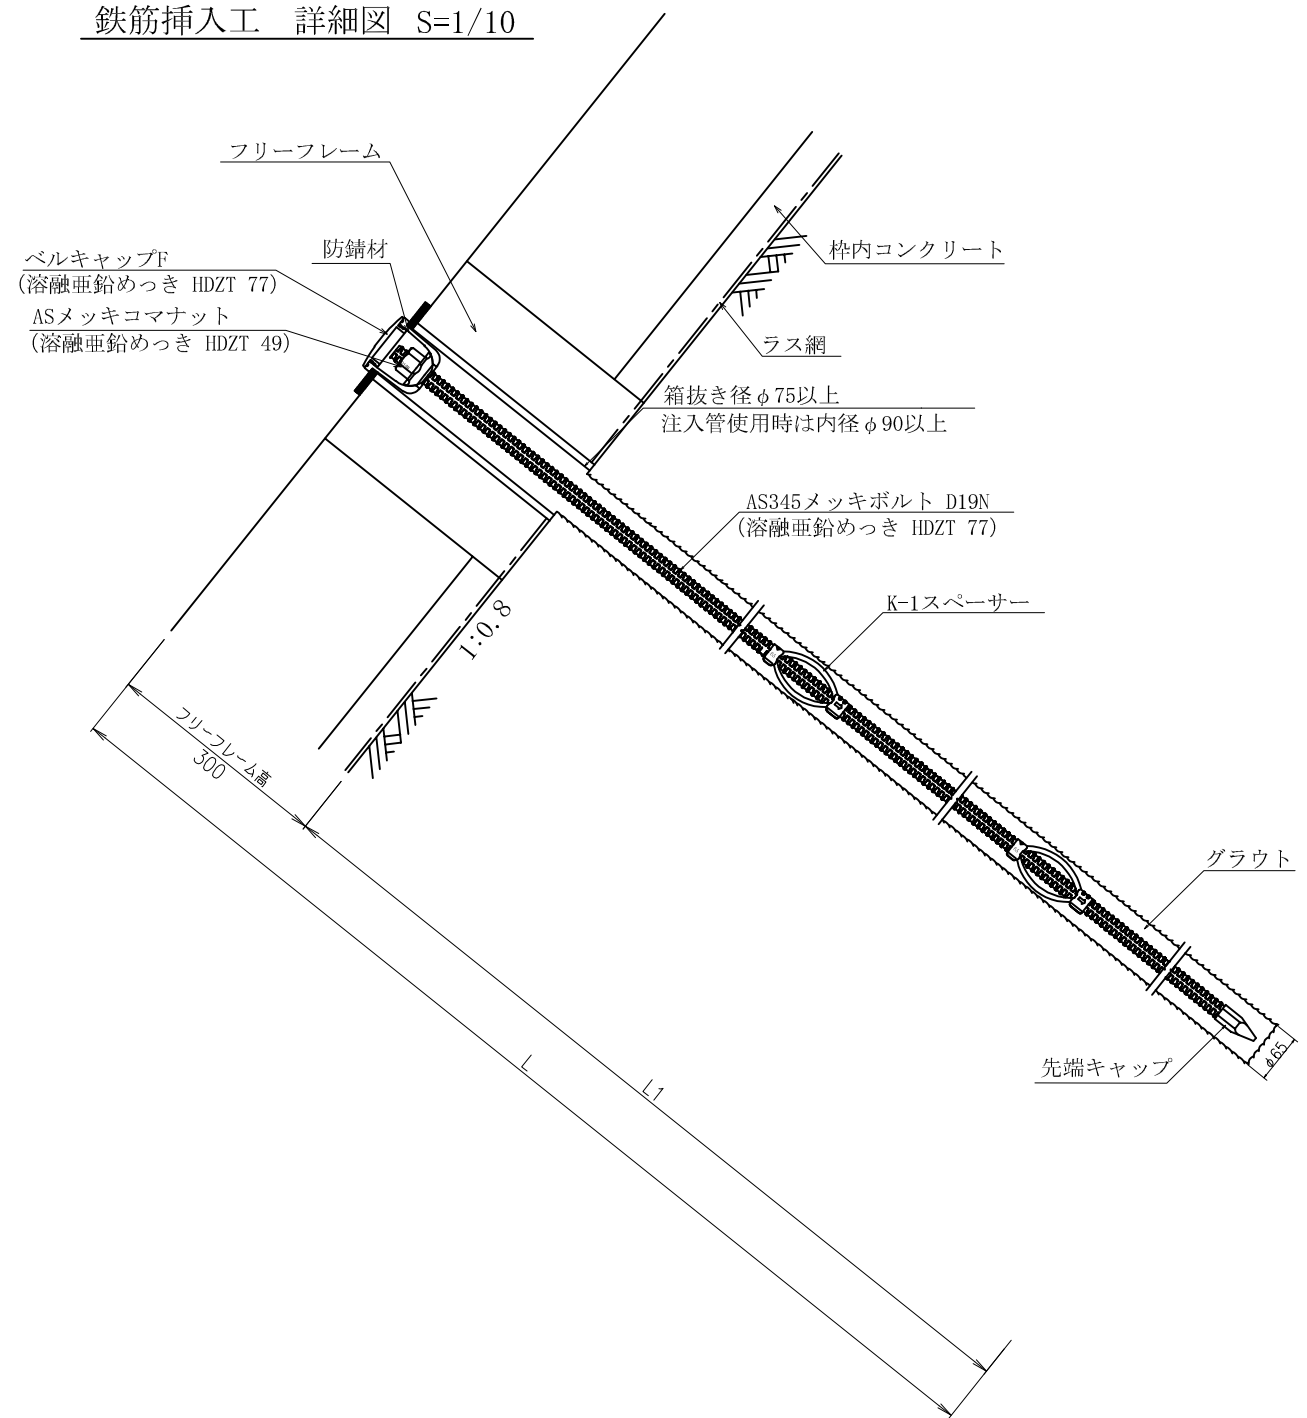 鉄筋挿入工　詳細図 S=1/10
フリーフレーム
防錆材
ベルキャップF
(溶融亜鉛めっき HDZT 77)
ASメッキコマナット
(溶融亜鉛めっき HDZT 49)
枠内コンクリート
ラス網
箱抜き径φ75以上
注入管使用時は内径φ90以上
AS345メッキボルト D19N
(溶融亜鉛めっき HDZT 77)
K-1スペーサー
1:0.8
フリーフレーム高
300
グラウト
先端キャップ
φ65
L
L1